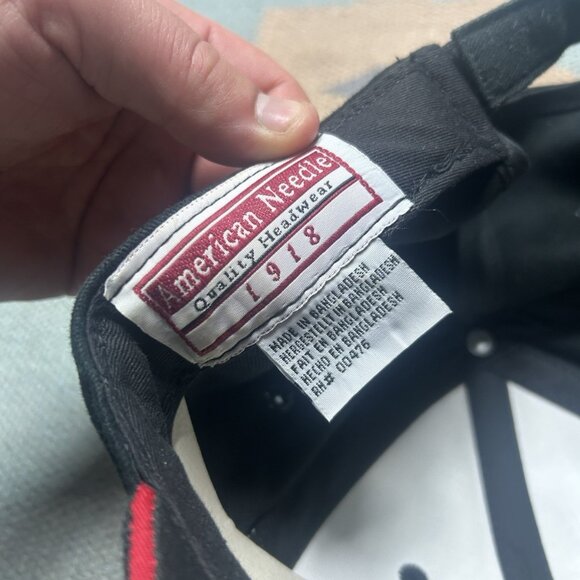 American Needle
Quality Headwear
1918
MADE IN BANGLADESH
HERGESTELLT IN BANGLADESH
FAIT EN BANGLADESH
HECHO EN BANGLADESH
RN# 00476